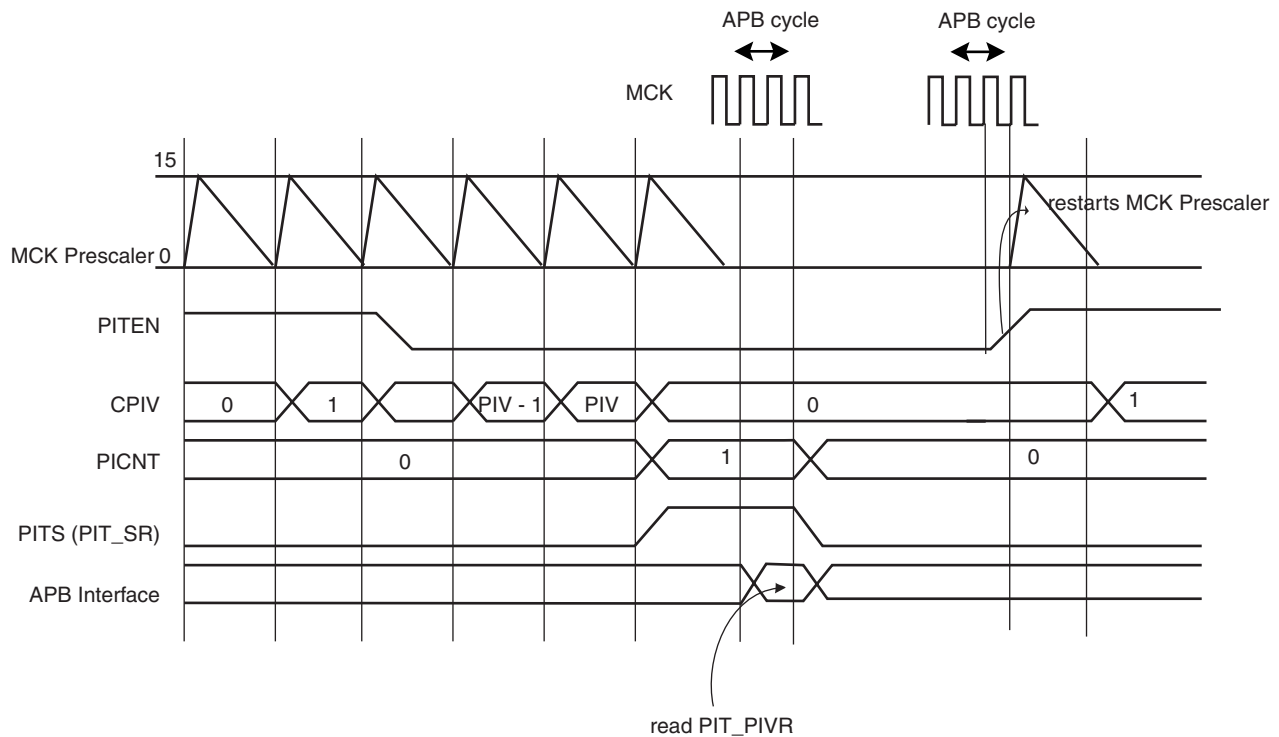 APB cycle
APB cycle
MCK
15
restarts MCK Prescaler
MCK Prescaler 0
PITEN
CPIV
0
1
PIV - 1
PIV
0
1
PICNT
0
1
0
PITS (PIT_SR)
APB Interface
read PIT_PIVR